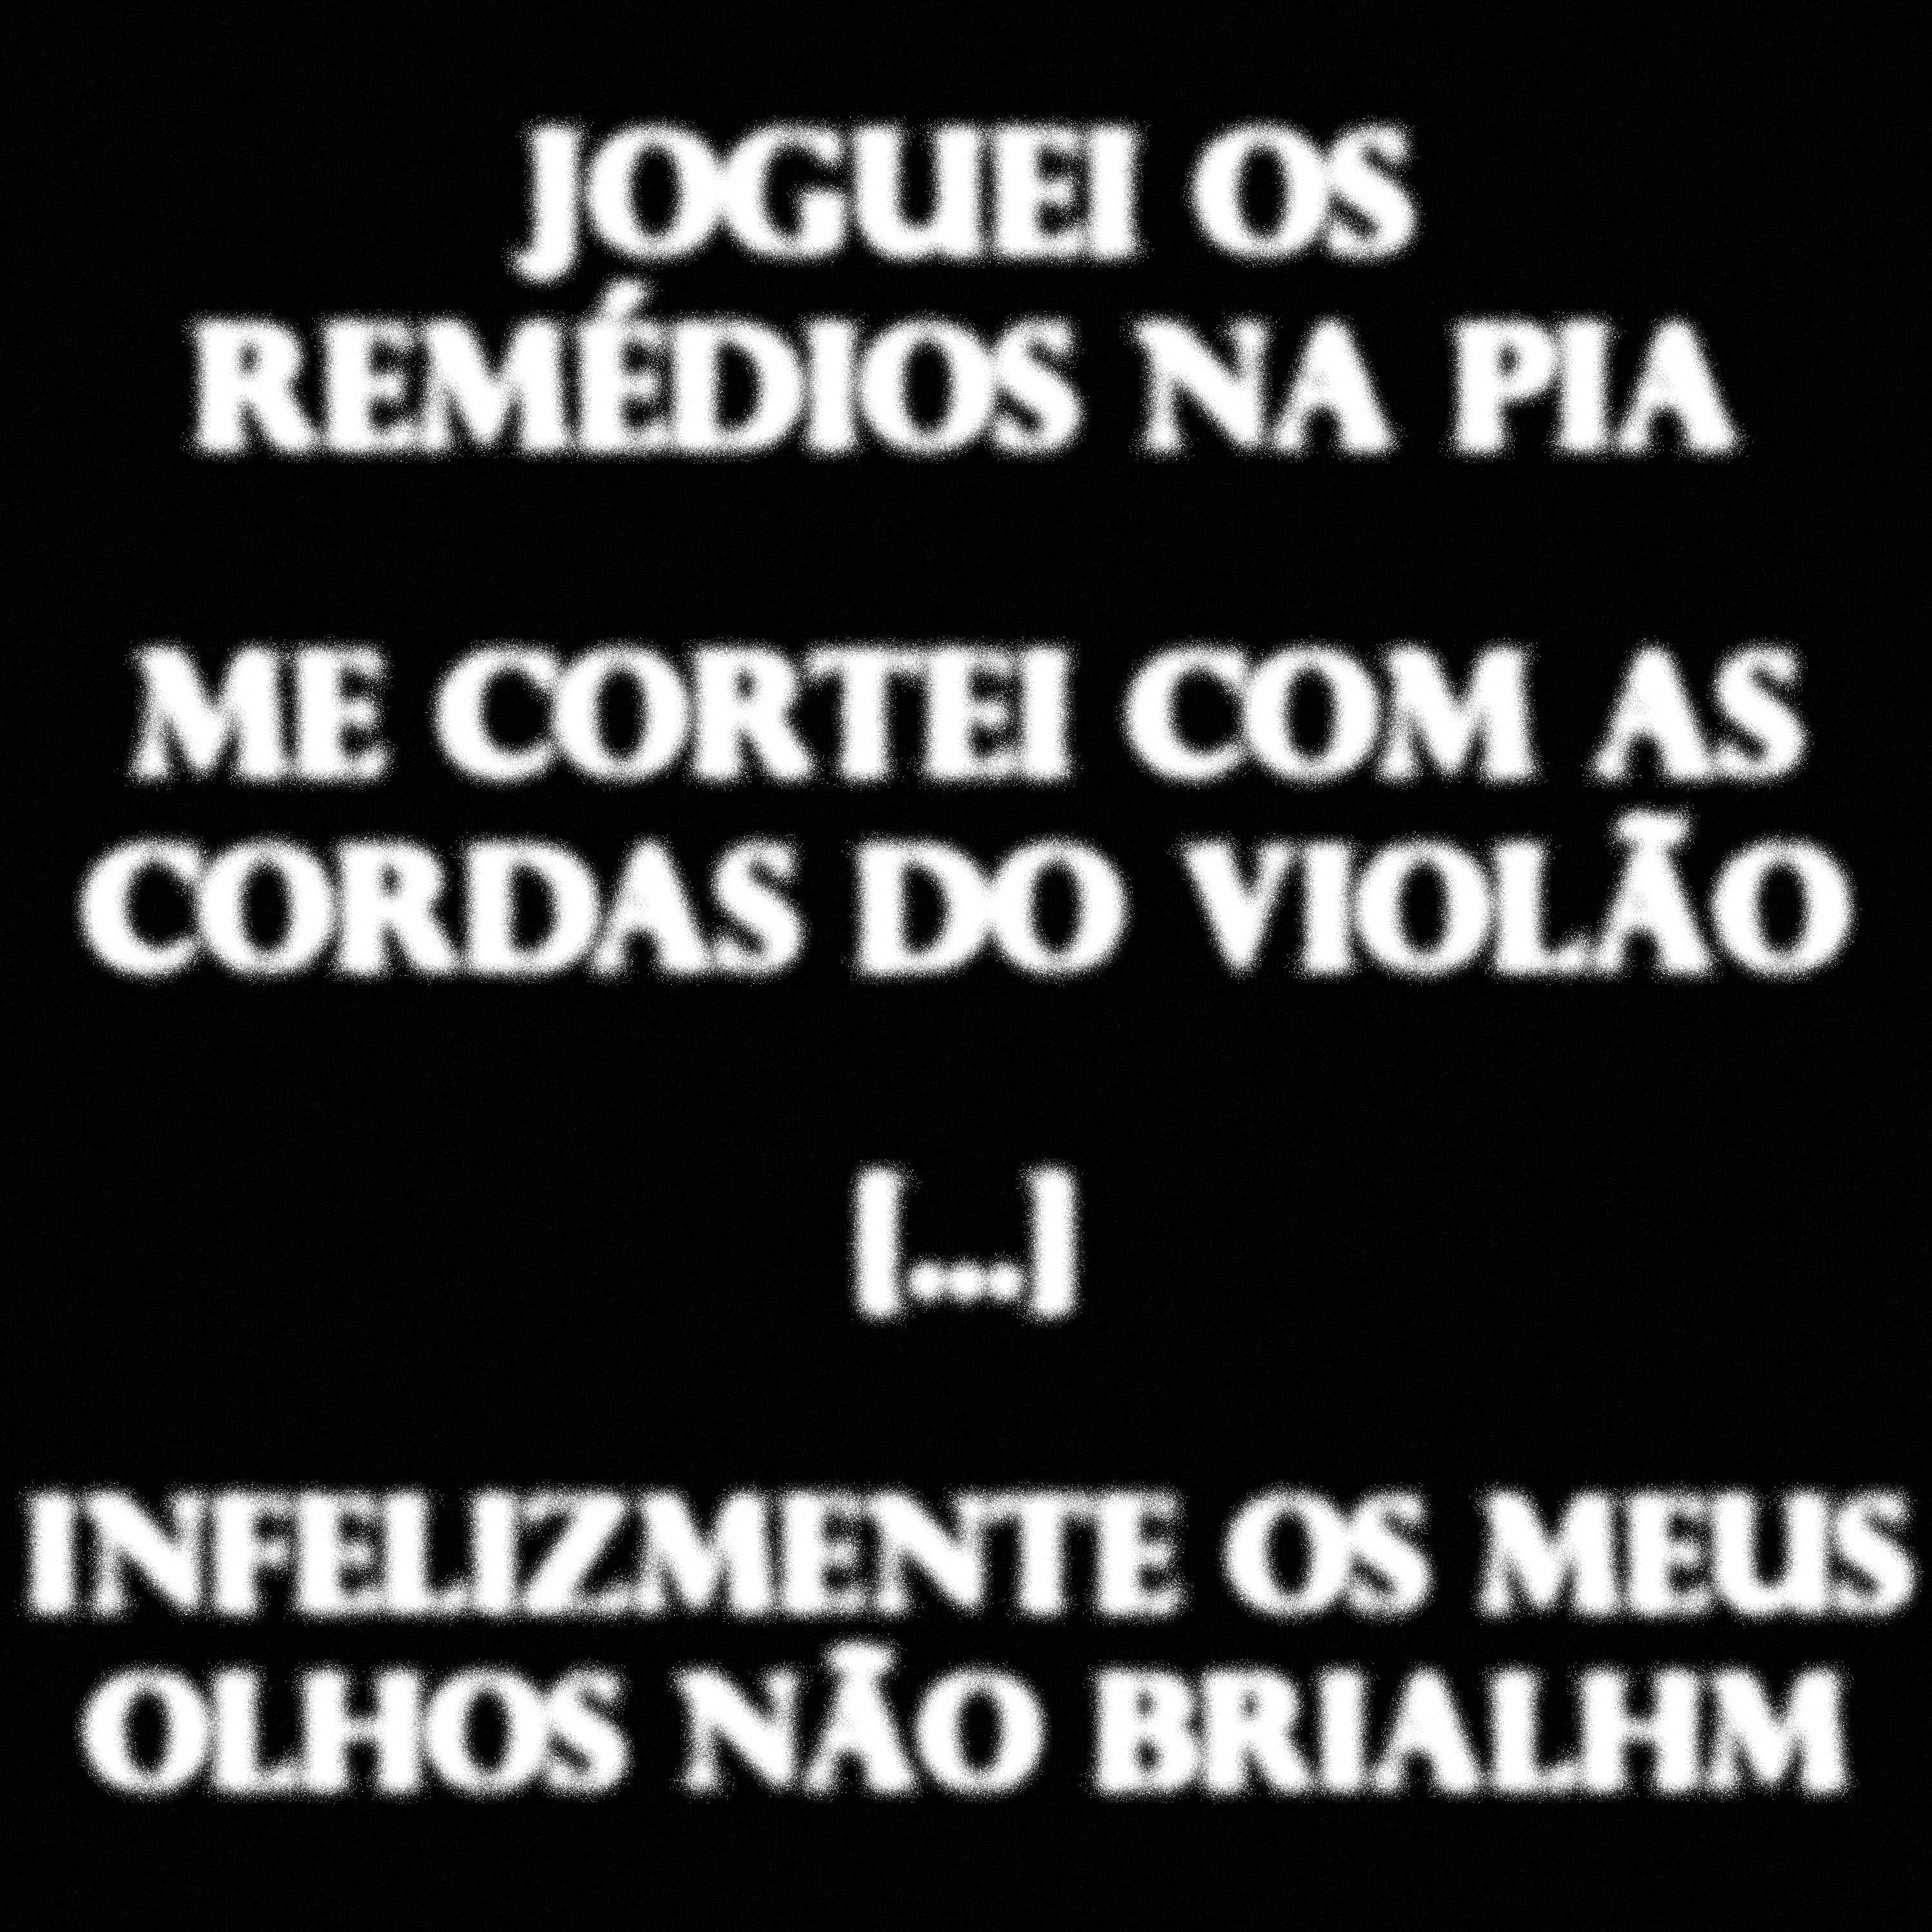 JOGUEI OS
REMÉDIOS NA PIA
ME CORTEI COM AS
CORDAS DO VIOLÃO
[...]
INFELIZMENTE OS MEUS
OLHOS NÃO BRIALHM